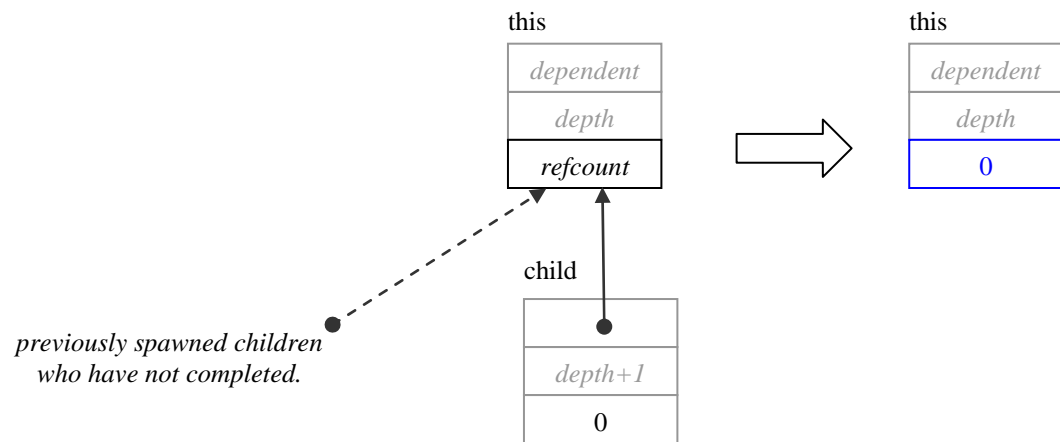 this
dependent
depth
refcount
this
dependent
depth
0
child
depth+1
0
previously spawned children
who have not completed.